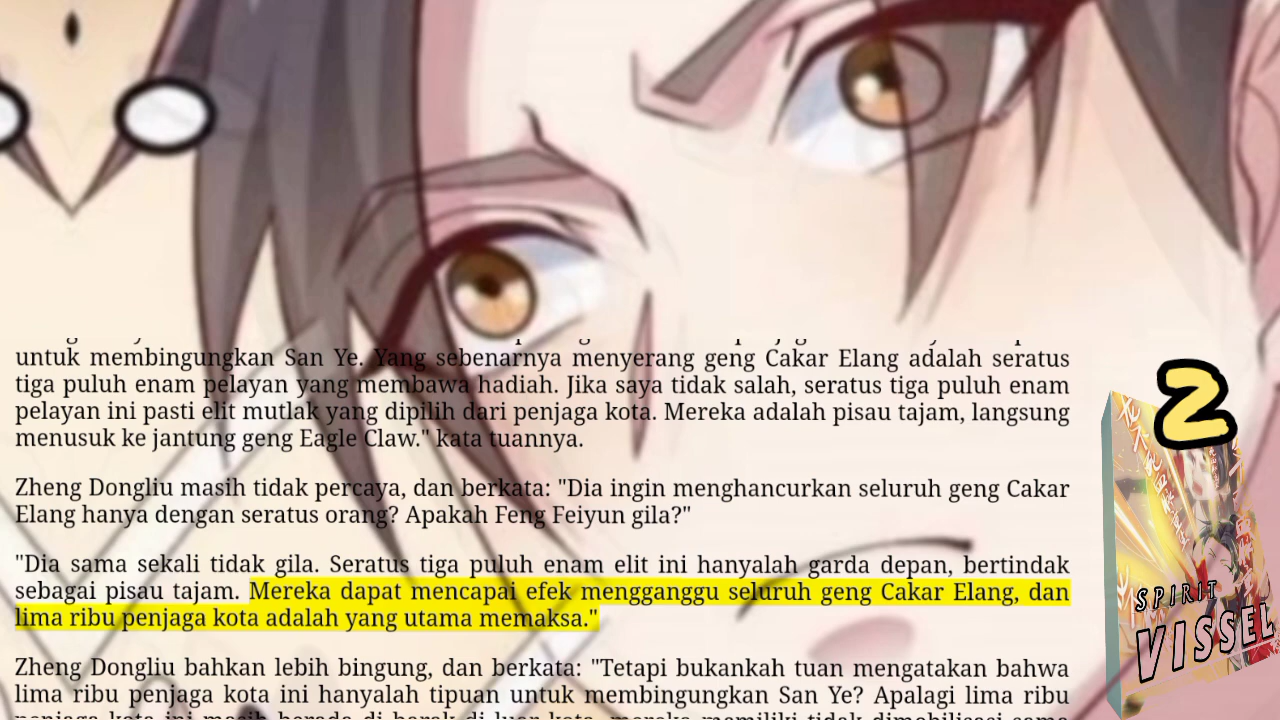 untuk membingungkan San Ye. Yang sebenarnya menyerang geng Cakar Elang adalah seratus
tiga puluh enam pelayan yang membawa hadiah. Jika saya tidak salah, seratus tiga puluh enam
pelayan ini pasti elit mutlak yang dipilih dari penjaga kota. Mereka adalah pisau tajam, langsung
menusuk ke jantung geng Eagle Claw." kata tuannya.
Zheng Dongliu masih tidak percaya, dan berkata: "Dia ingin menghancurkan seluruh geng Cakar
Elang hanya dengan seratus orang? Apakah Feng Feiyun gila?"
"Dia sama sekali tidak gila. Seratus tiga puluh enam elit ini hanyalah garda depan, bertindak
sebagai pisau tajam. Mereka dapat mencapai efek mengganggu seluruh geng Cakar Elang, dan
lima ribu penjaga kota adalah yang utama memaksa."
Zheng Dongliu bahkan lebih bingung, dan berkata: "Tetapi bukankah tuan mengatakan bahwa
lima ribu penjaga kota ini hanyalah tipuan untuk membingungkan San Ye? Apalagi lima ribu
2
SPIRIT
VISSEL